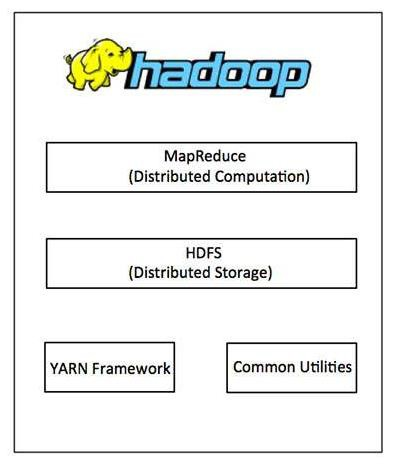 hadoop
MapReduce
(Distributed Computation)
HDFS
(Distributed Storage)
YARN Framework
Common Utilities